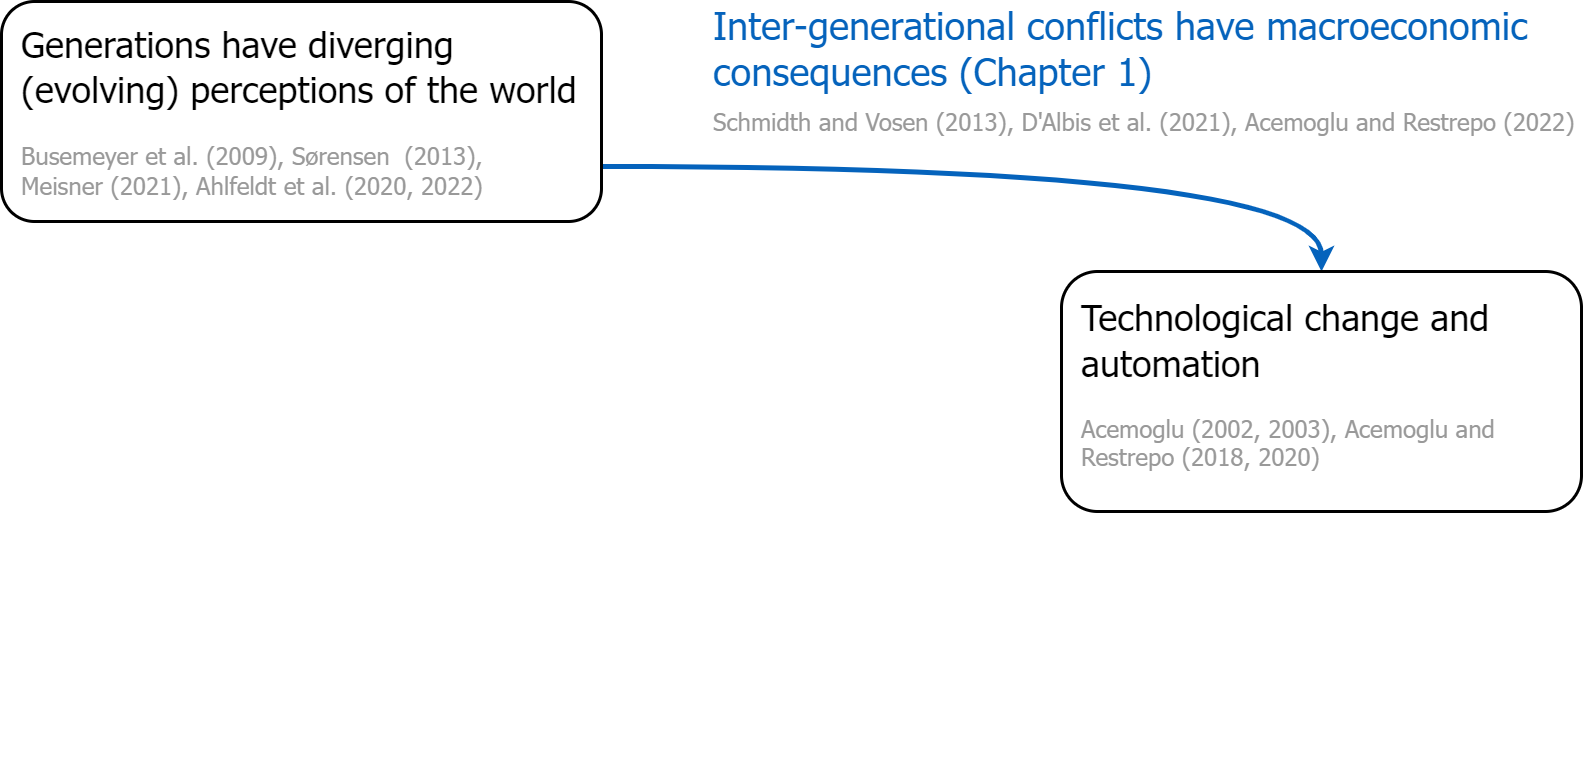 Generations have diverging
(evolving) perceptions of the world
Busemeyer et al. (2009), Sørensen  (2013),
Meisner (2021), Ahlfeldt et al. (2020, 2022)
Inter-generational conflicts have macroeconomic
consequences (Chapter 1)
Schmidth and Vosen (2013), D'Albis et al. (2021), Acemoglu and Restrepo (2022)
Technological change and
automation
Acemoglu (2002, 2003), Acemoglu and
Restrepo (2018, 2020)